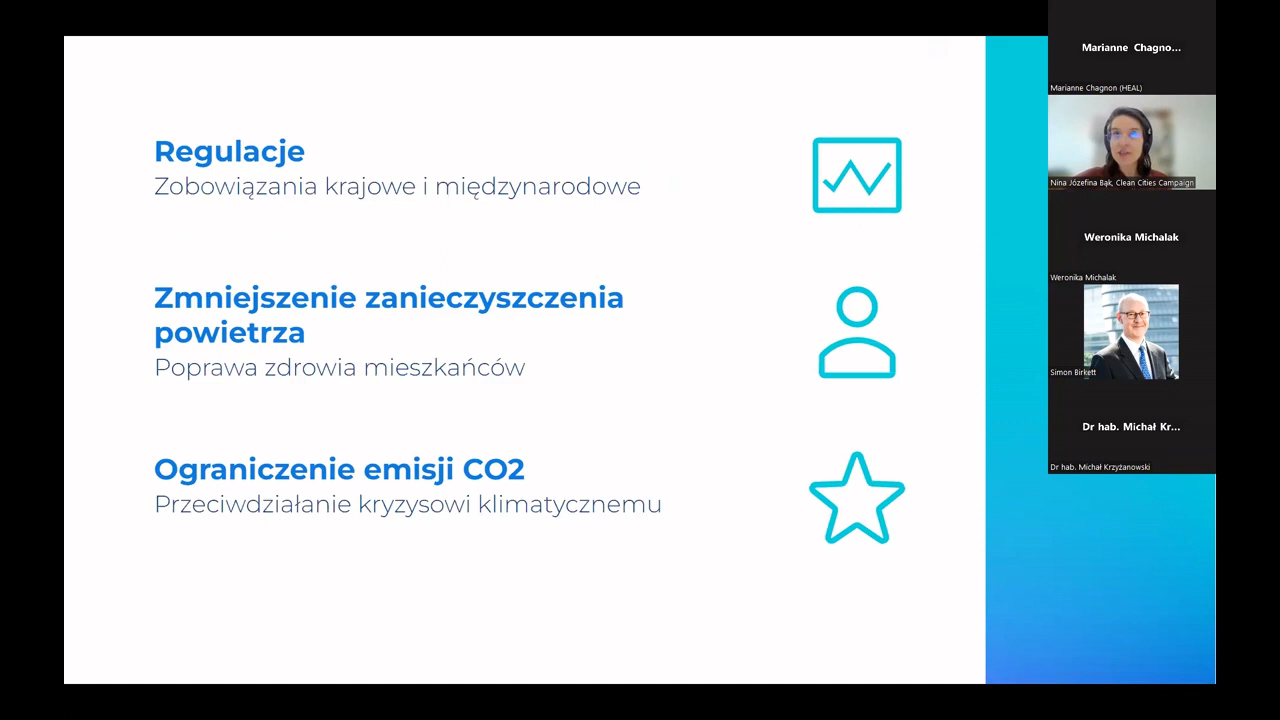 Regulacje
Zobowiązania krajowe i międzynarodowe
Zmniejszenie zanieczyszczenia
powietrza
Poprawa zdrowia mieszkańców
Ograniczenie emisji CO2
Przeciwdziałanie kryzysowi klimatycznemu
Marianne Chagno...
Marianne Chagnon (HEAL)
Nina Józefina Bąk, Clean Cities Campaign
Weronika Michalak
Weronika Michalak
Simon Birkett
Dr hab. Michał Kr...
Dr hab. Michał Krzyżanowski